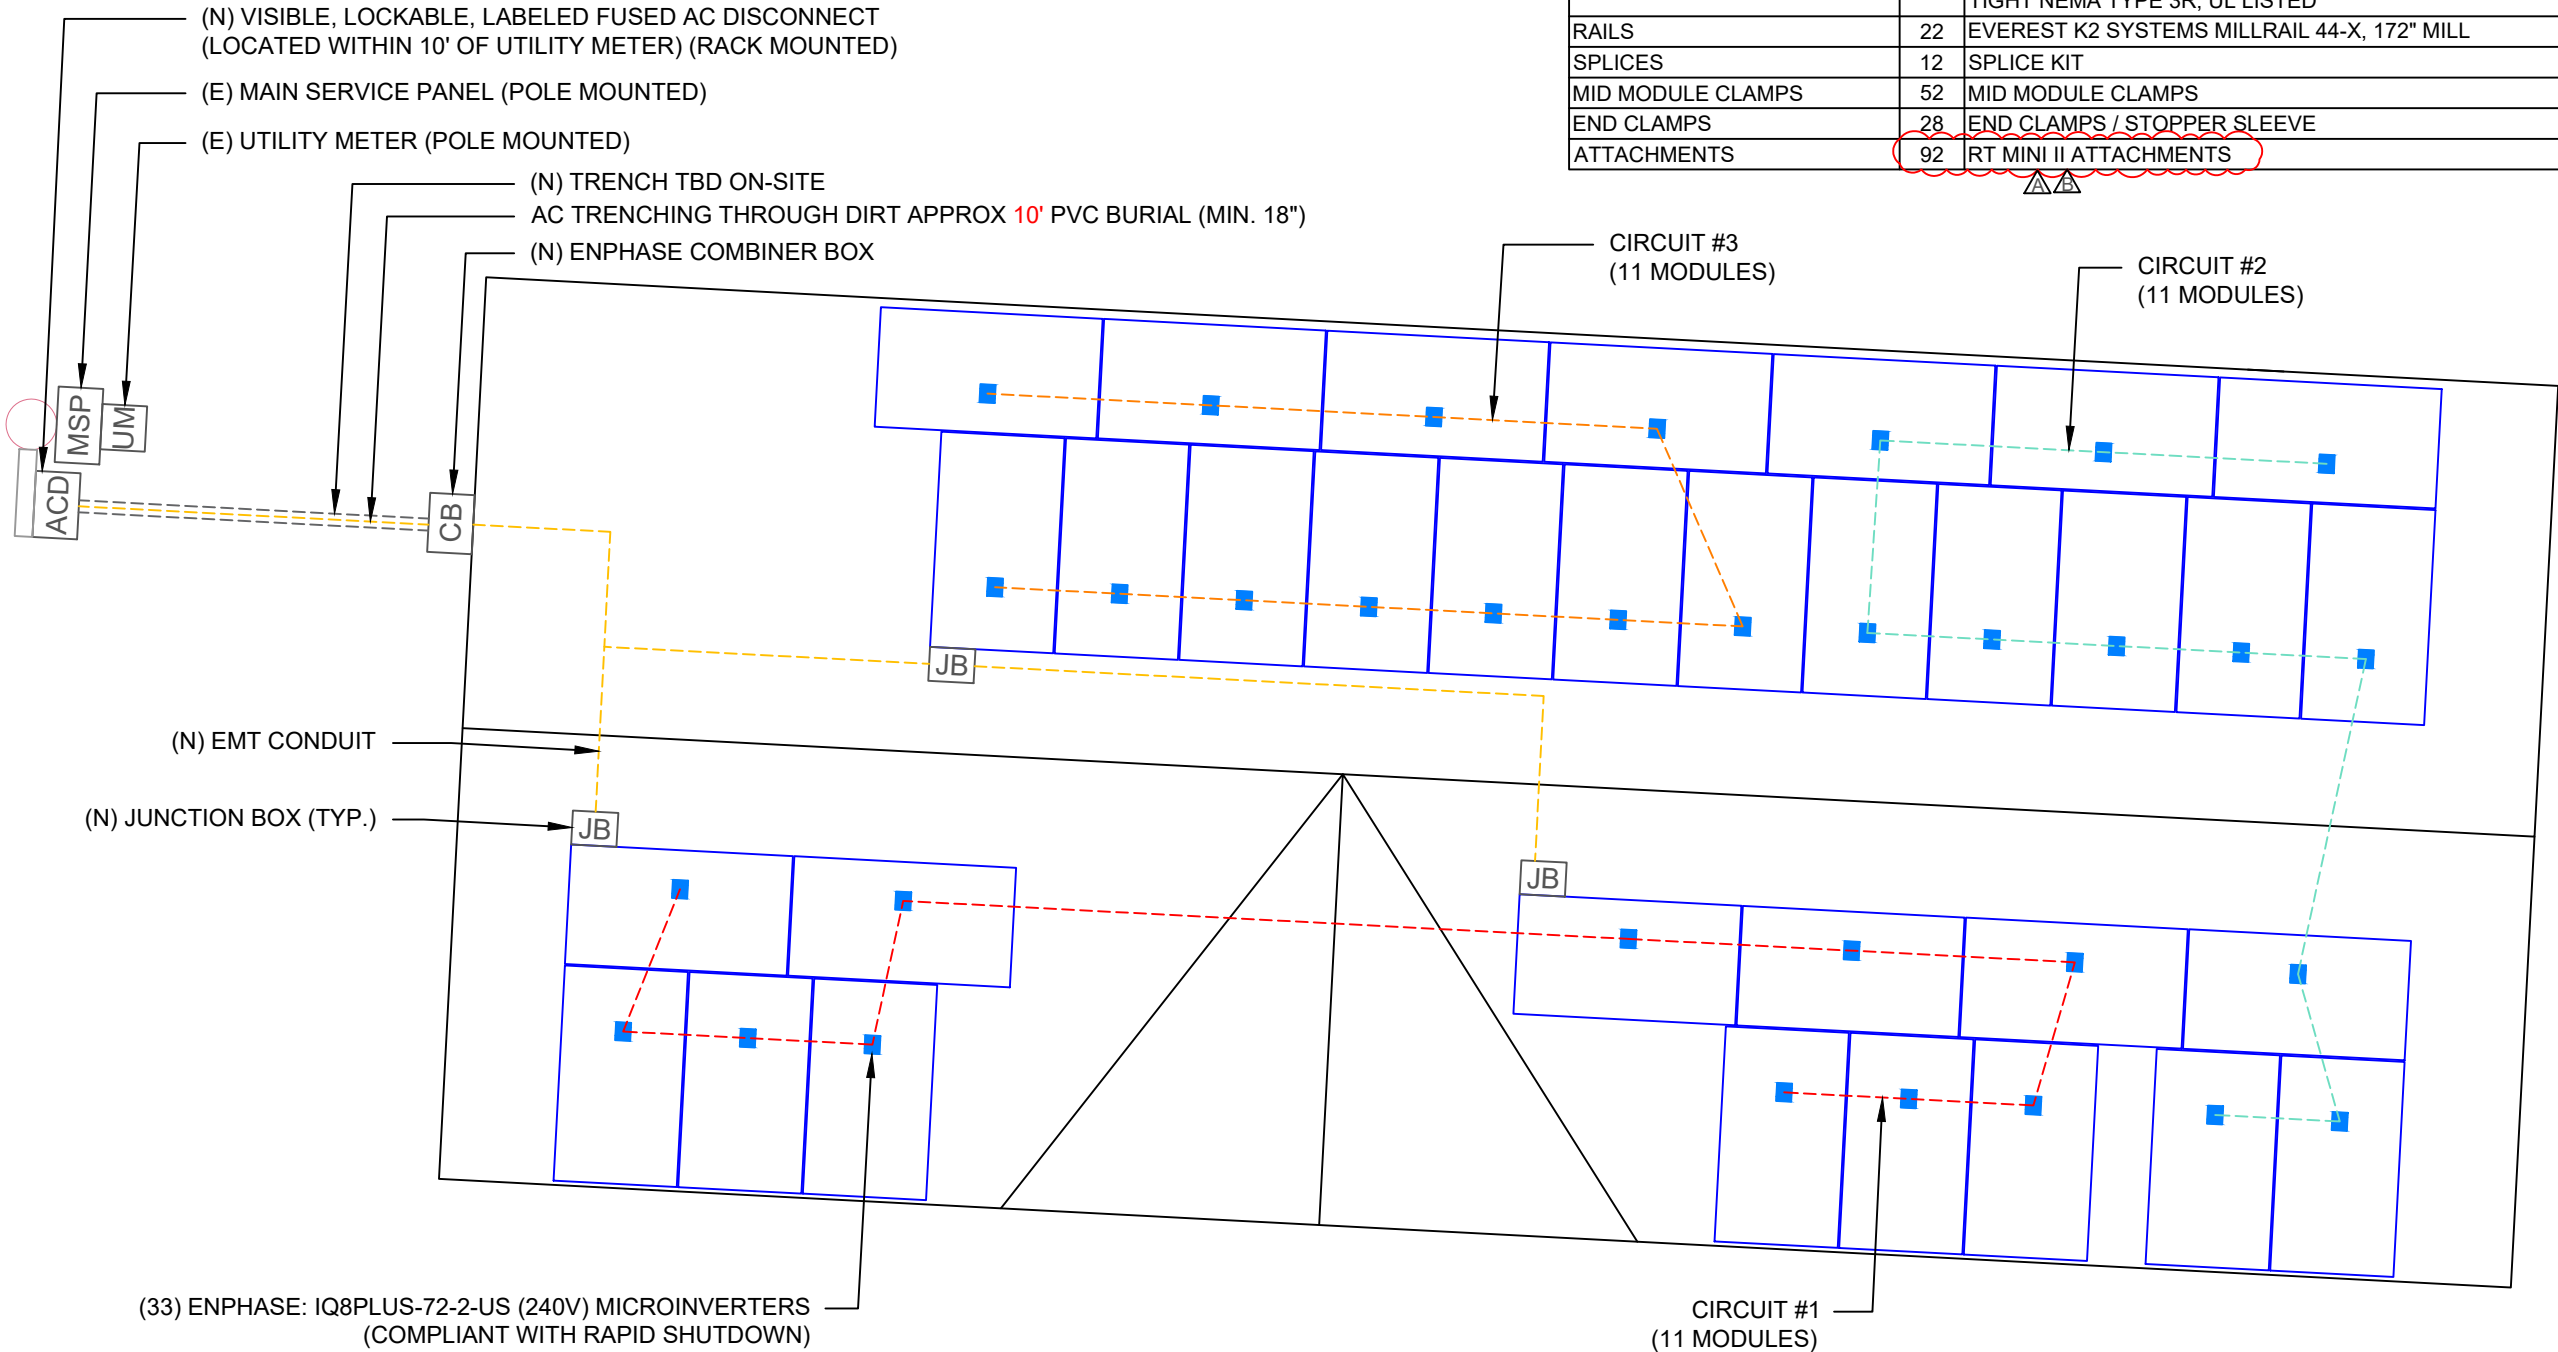 (N) VISIBLE, LOCKABLE, LABELED FUSED AC DISCONNECT
(LOCATED WITHIN 10' OF UTILITY METER) (RACK MOUNTED)
(E) MAIN SERVICE PANEL (POLE MOUNTED)
(E) UTILITY METER (POLE MOUNTED)
(N) TRENCH TBD ON-SITE
AC TRENCHING THROUGH DIRT APPROX 10' PVC BURIAL (MIN. 18")
(N) ENPHASE COMBINER BOX
TIGHT NEMA TYPE 3R, UL LISTED
RAILS 22 EVEREST K2 SYSTEMS MILLRAIL 44-X, 172" MILL
SPLICES 12 SPLICE KIT
MID MODULE CLAMPS 52 MID MODULE CLAMPS
END CLAMPS 28 END CLAMPS / STOPPER SLEEVE
ATTACHMENTS 92 RT MINI II ATTACHMENTS
A B
CIRCUIT #3
(11 MODULES)
CIRCUIT #2
(11 MODULES)
MSP
UM
ACD
CB
JB
(N) EMT CONDUIT
(N) JUNCTION BOX (TYP.)
JB
JB
(33) ENPHASE: IQ8PLUS-72-2-US (240V) MICROINVERTERS
(COMPLIANT WITH RAPID SHUTDOWN)
CIRCUIT #1
(11 MODULES)